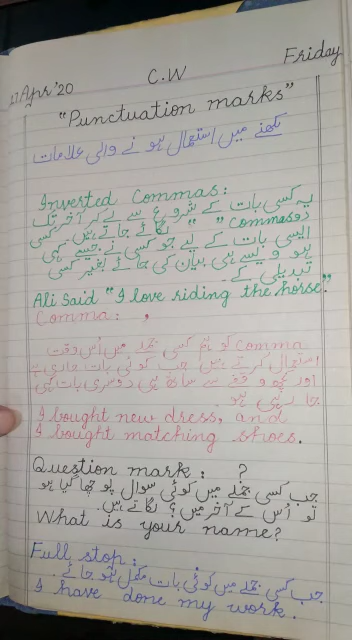 17 Apr '20
C.W
Friday
"Punctuation marks"
لکھنے میں استعمال ہونے والی علامات
Inverted Commas:
یہ کسی بات کے شروع سے لے کر آخر تک
دو commas " " لگائے جاتے ہیں۔ کسی
ایسی بات کے لیے جو کسی نے جیسے کہی
ہو ویسے ہی بیان کی جائے بغیر کسی
تبدیلی کے۔
Ali said "I love riding the horse."
Comma: ,
comma کو ہم کسی جملے میں اُس وقت
استعمال کرتے ہیں جب کوئی بات جاری ہے
اور کچھ وقفے سے ساتھ ہی دوسری بات کی
جا رہی ہو۔
I bought new dress, and
I bought matching shoes.
Question mark: ?
جب کسی جملے میں کوئی سوال پوچھا گیا ہو
تو اُس کے آخر میں ؟ لگاتے ہیں۔
What is your name?
Full stop:
جب کسی جملے میں کوئی بات مکمل ہو جائے۔
I have done my work.